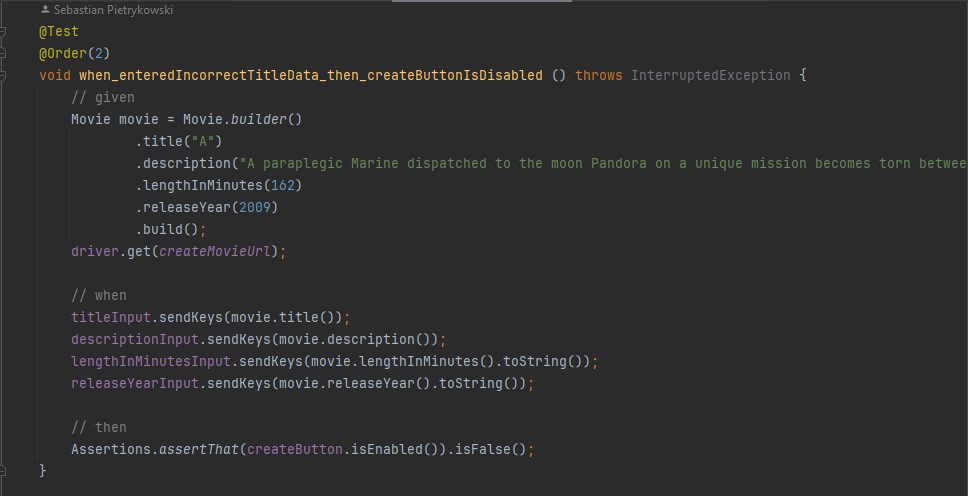 Sebastian Pietrykowski
@Test
@Order(2)
void when_enteredIncorrectTitleData_then_createButtonIsDisabled () throws InterruptedException {
    // given
    Movie movie = Movie.builder()
            .title("A")
            .description("A paraplegic Marine dispatched to the moon Pandora on a unique mission becomes torn betwee
            .lengthInMinutes(162)
            .releaseYear(2009)
            .build();
    driver.get(createMovieUrl);

    // when
    titleInput.sendKeys(movie.title());
    descriptionInput.sendKeys(movie.description());
    lengthInMinutesInput.sendKeys(movie.lengthInMinutes().toString());
    releaseYearInput.sendKeys(movie.releaseYear().toString());

    // then
    Assertions.assertThat(createButton.isEnabled()).isFalse();
}